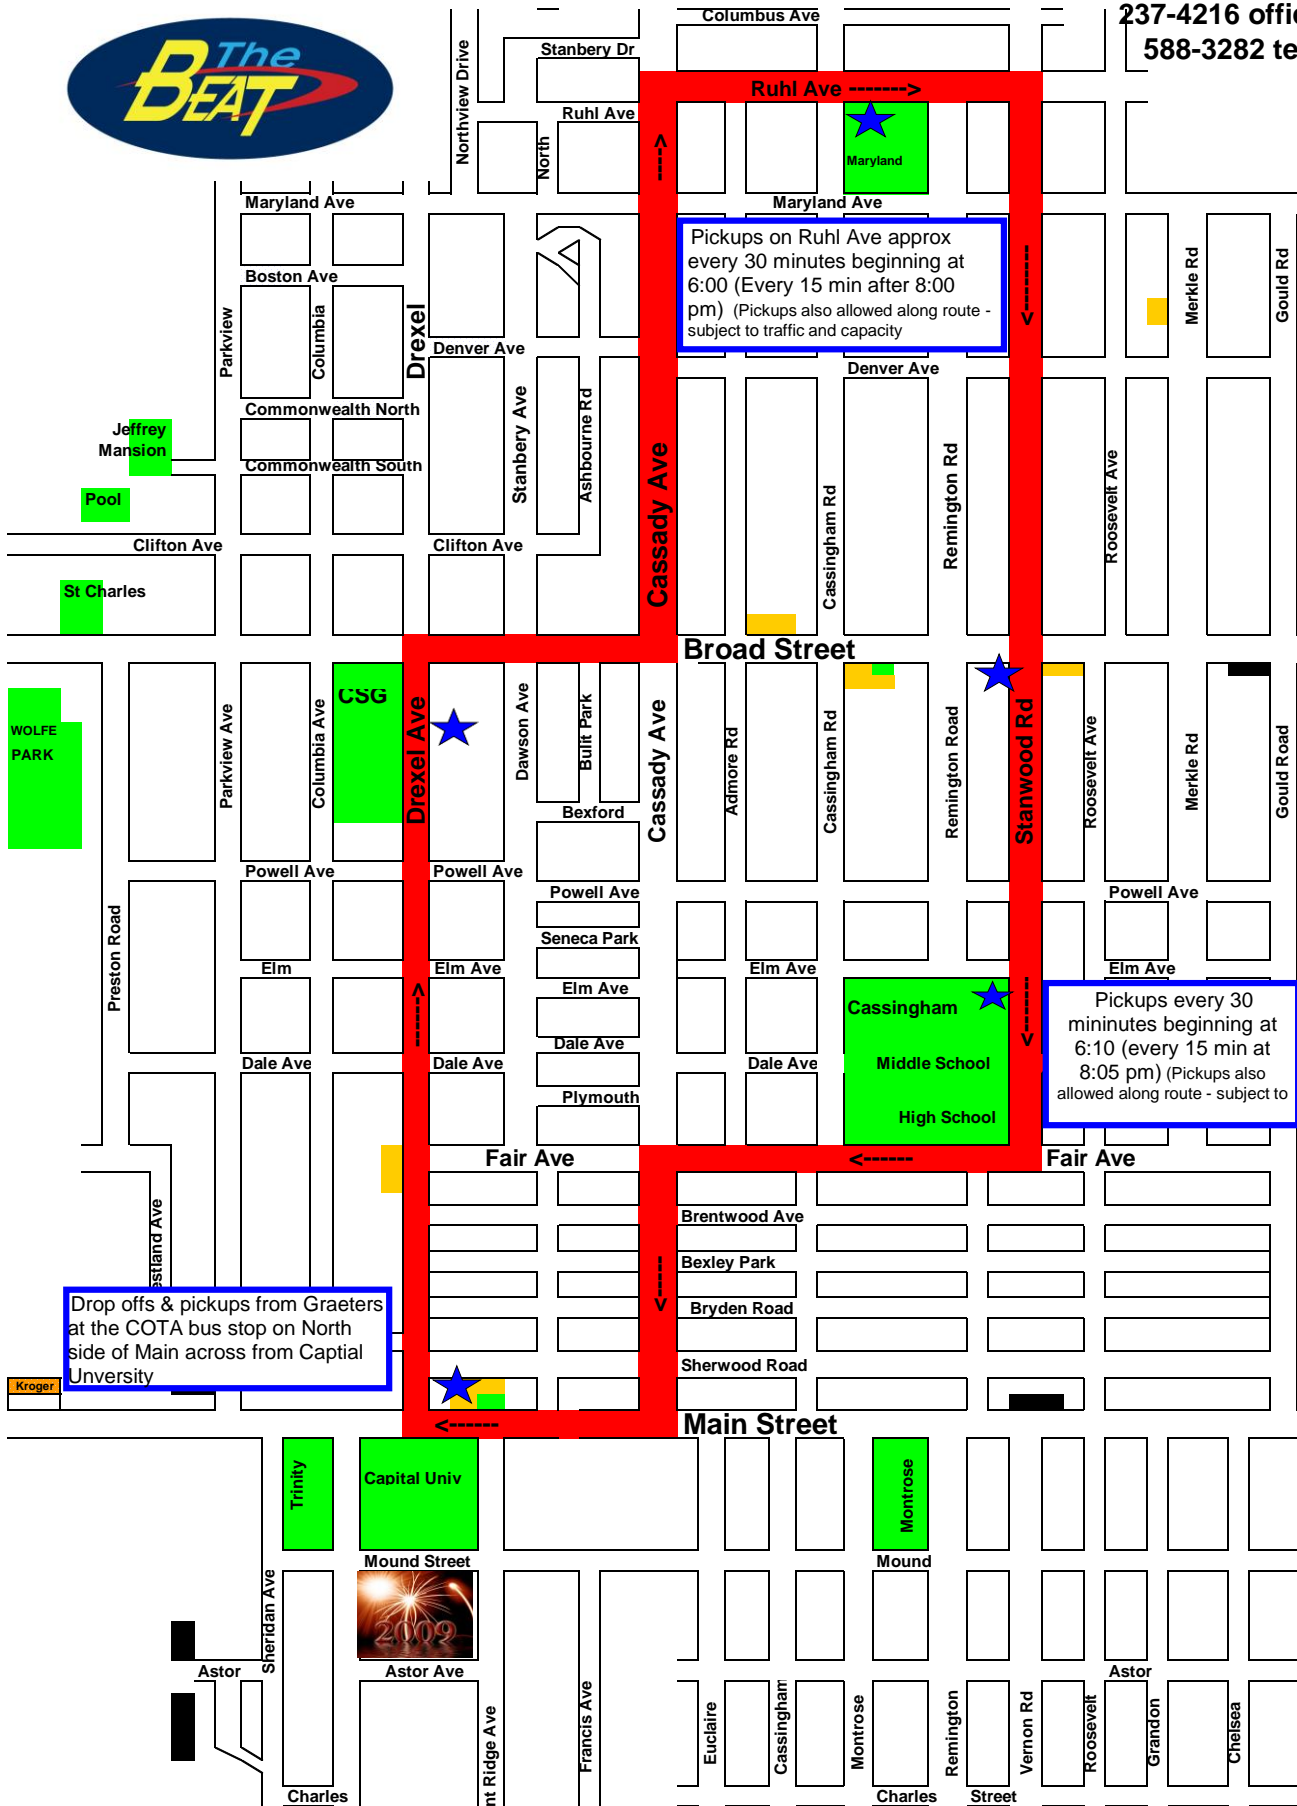 237-4216 offic
588-3282 te
The
BEAT
Columbus Ave
Stanbery Dr
Northview Drive
Ruhl Ave ------->
Ruhl Ave
North
Maryland
Maryland Ave
Maryland Ave
Pickups on Ruhl Ave approx
every 30 minutes beginning at
6:00 (Every 15 min after 8:00
pm) (Pickups also allowed along route -
subject to traffic and capacity
Boston Ave
Parkview
Columbia
Drexel
Denver Ave
Denver Ave
Merkle Rd
Gould Rd
Commonwealth North
Commonwealth South
Jeffrey
Mansion
Pool
Stanbery Ave
Ashbourne Rd
Cassady Ave
Cassingham Rd
Remington Rd
Roosevelt Ave
Clifton Ave
Clifton Ave
St Charles
Broad Street
WOLFE
PARK
CSG
Parkview Ave
Columbia Ave
Drexel Ave
Dawson Ave
Bulit Park
Cassady Ave
Admore Rd
Cassingham Rd
Remington Road
Stanwood Rd
Roosevelt Ave
Merkle Rd
Gould Road
Bexford
Powell Ave
Powell Ave
Powell Ave
Powell Ave
Preston Road
Seneca Park
Elm
Elm Ave
Elm Ave
Elm Ave
Elm Ave
Cassingham
Middle School
High School
Pickups every 30
mininutes beginning at
6:10 (every 15 min at
8:05 pm) (Pickups also
allowed along route - subject to
Dale Ave
Dale Ave
Dale Ave
Dale Ave
Plymouth
Fair Ave
<------
Fair Ave
estland Ave
Brentwood Ave
Bexley Park
Bryden Road
Sherwood Road
Drop offs & pickups from Graeters
at the COTA bus stop on North
side of Main across from Captial
Unversity
Kroger
<------
Main Street
Trinity
Capital Univ
Montrose
Mound Street
Mound
2009
Sheridan Ave
Astor
Astor Ave
Astor
nt Ridge Ave
Francis Ave
Euclaire
Cassingham
Montrose
Remington
Vernon Rd
Roosevelt
Grandon
Chelsea
Charles
Charles
Street